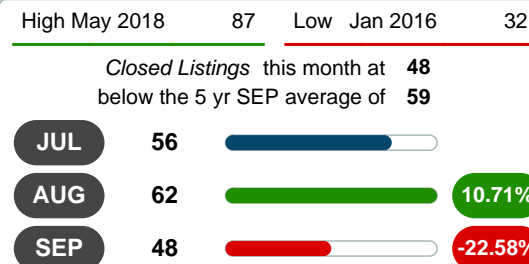 High May 2018 87 Low Jan 2016 32
Closed Listings this month at 48
below the 5 yr SEP average of 59
JUL 56
AUG 62 10.71%
SEP 48 -22.58%